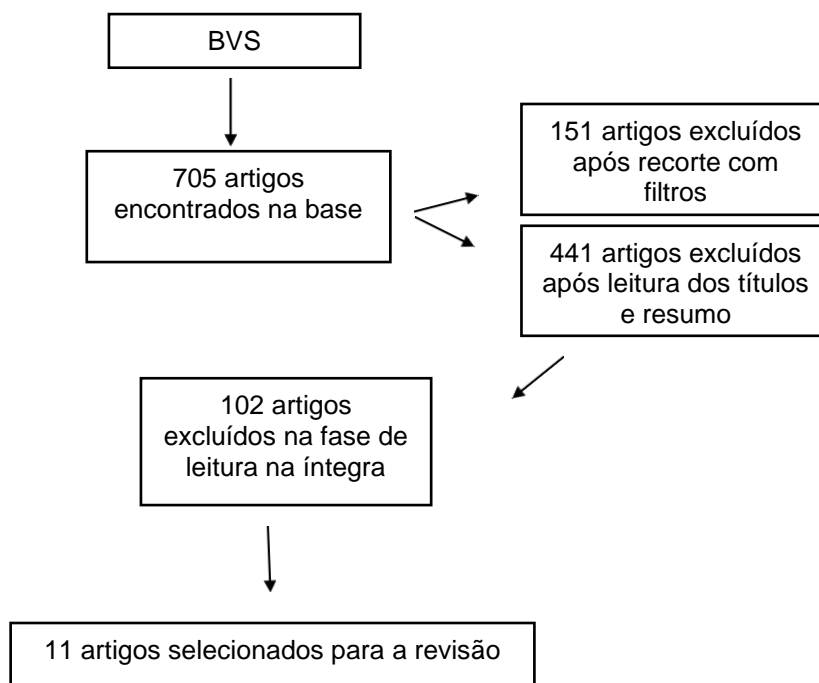 BVS
705 artigos
encontrados na base
151 artigos excluídos
após recorte com
filtros
441 artigos excluídos
após leitura dos títulos
e resumo
102 artigos
excluídos na fase de
leitura na íntegra
11 artigos selecionados para a revisão